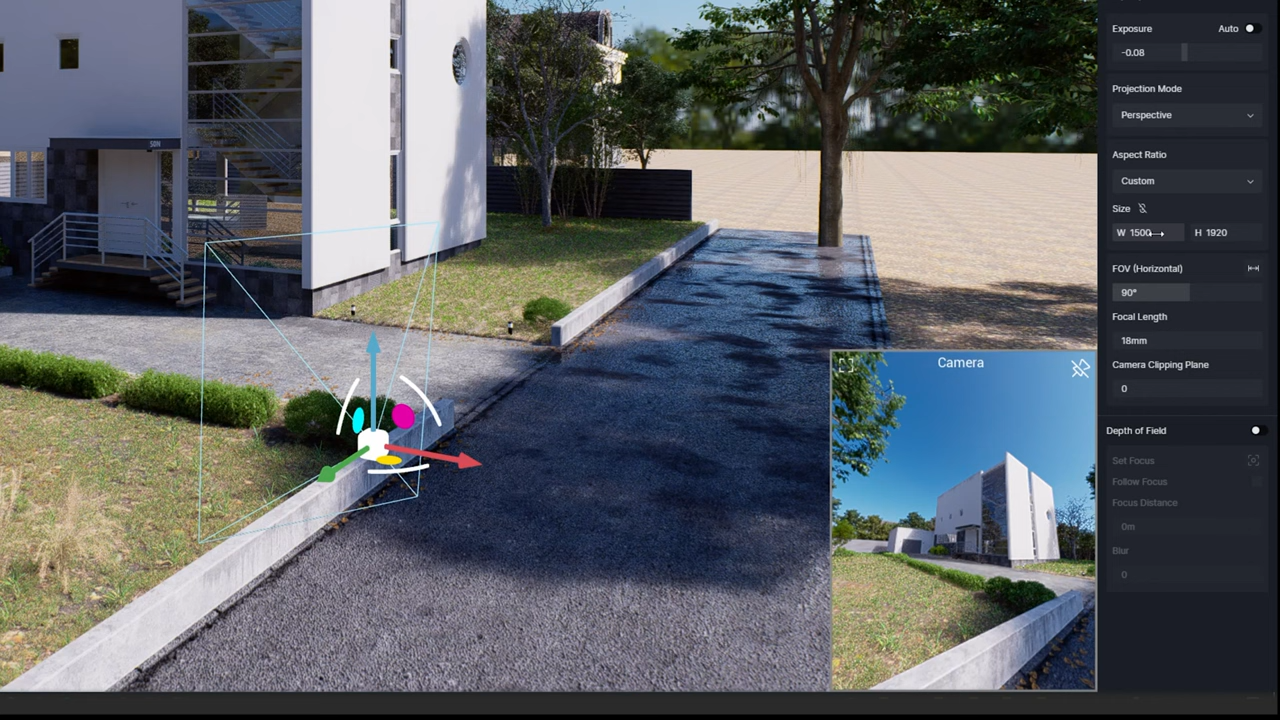 Exposure
Auto
-0.08
Projection Mode
Perspective
Aspect Ratio
Custom
Size
W 1500
H 1920
FOV (Horizontal)
90°
Focal Length
18mm
Camera Clipping Plane
0
Depth of Field
Set Focus
Follow Focus
Focus Distance
0m
Blur
0
Camera